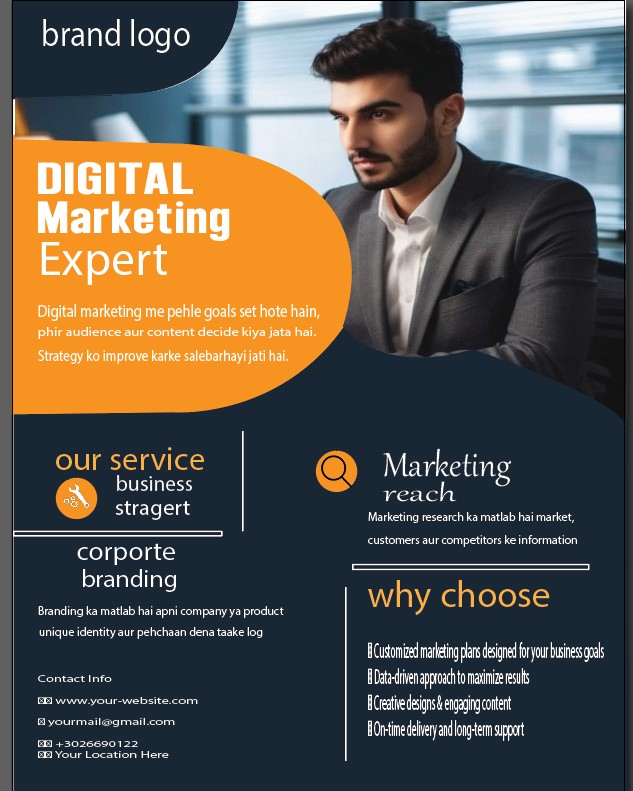 brand logo
DIGITAL
Marketing
Expert
Digital marketing me pehle goals set hote hain,
phir audience aur content decide kiya jata hai.
Strategy ko improve karke salebarhayi jati hai.
our service
business
stragert
corporte
branding
Branding ka matlab hai apni company ya product
unique identity aur pehchaan dena taake log
Contact Info
www.your-website.com
yourmail@gmail.com
+3026690122
Your Location Here
Marketing
reach
Marketing research ka matlab hai market,
customers aur competitors ke information
why choose
Customized marketing plans designed for your business goals
Data-driven approach to maximize results
Creative designs & engaging content
On-time delivery and long-term support